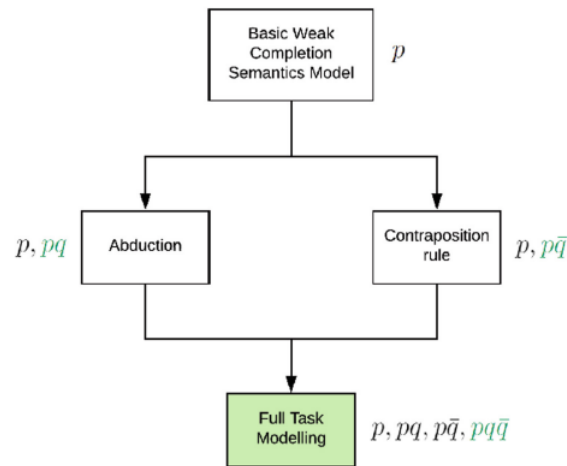 Basic Weak
Completion
Semantics Model
p
p, pq
Abduction
Contraposition
rule
p, pq̄
Full Task
Modelling
p, pq, pq̄, pqq̄